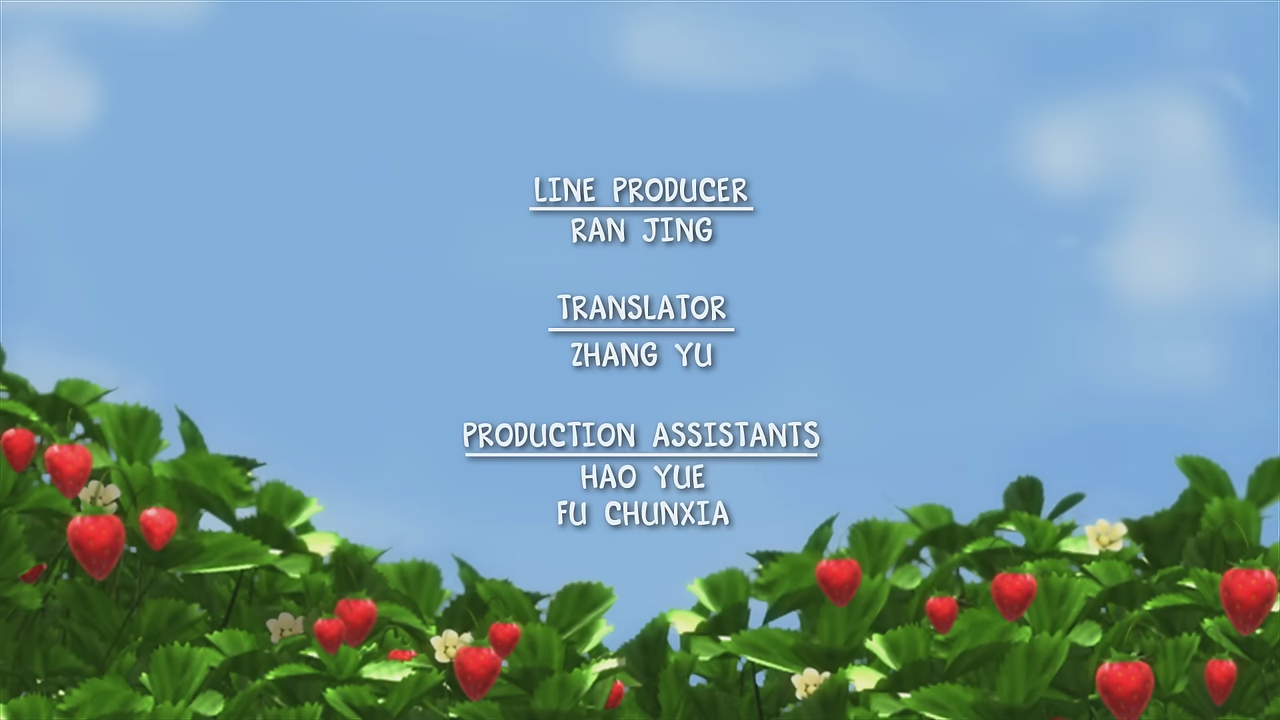 LINE PRODUCER
RAN JING
TRANSLATOR
ZHANG YU
PRODUCTION ASSISTANTS
HAO YUE
FU CHUNXIA